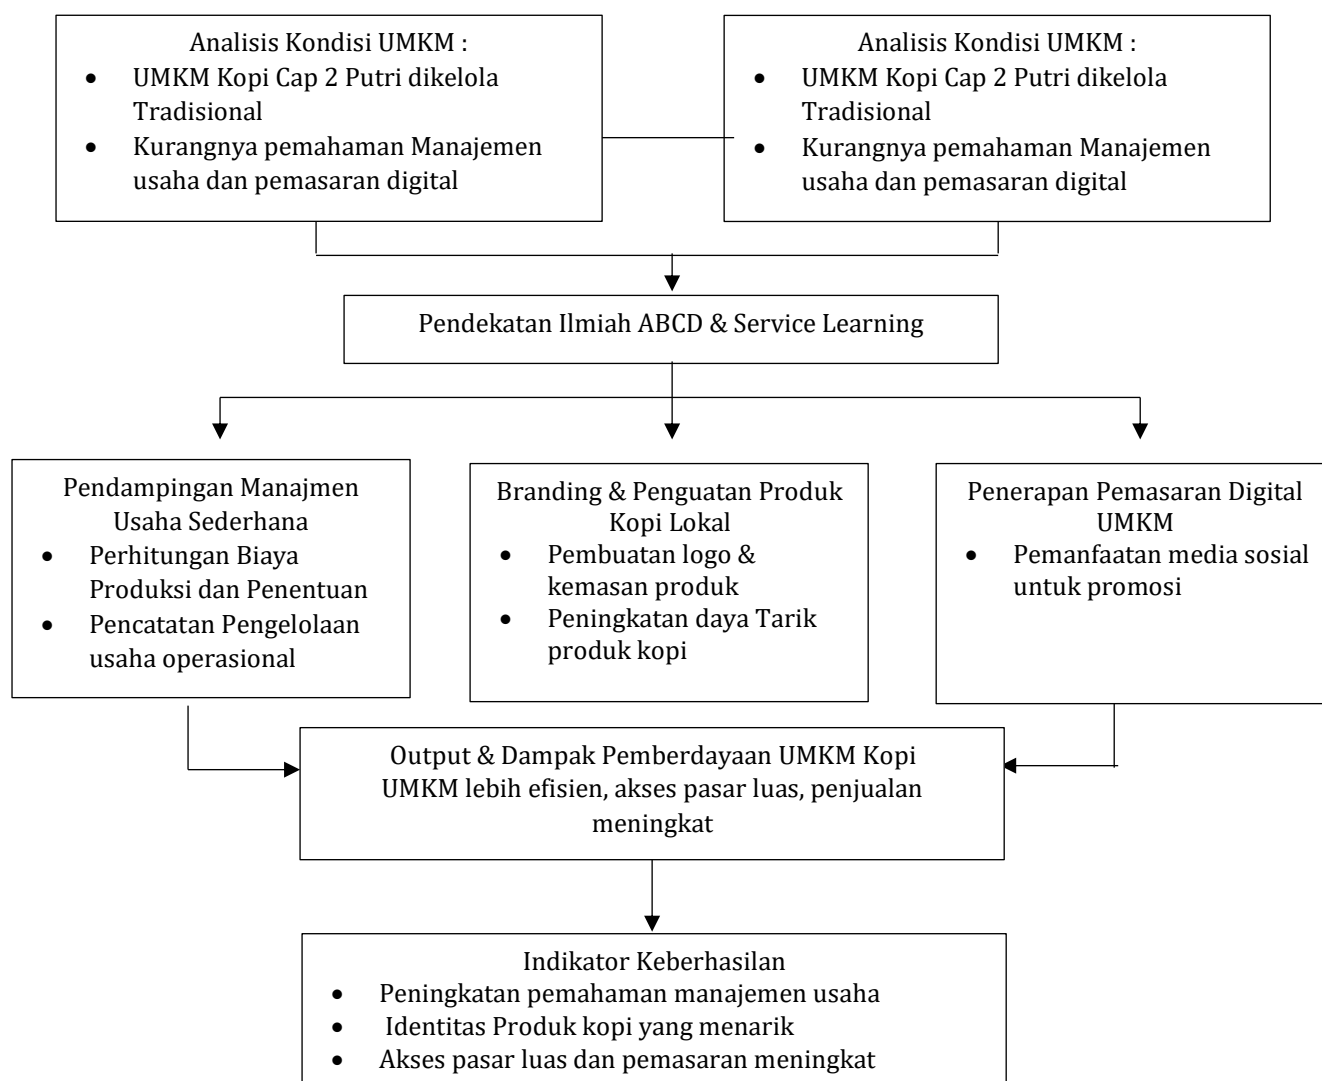 Analisis Kondisi UMKM :
• UMKM Kopi Cap 2 Putri dikelola
Tradisional
• Kurangnya pemahaman Manajemen
usaha dan pemasaran digital
Analisis Kondisi UMKM :
• UMKM Kopi Cap 2 Putri dikelola
Tradisional
• Kurangnya pemahaman Manajemen
usaha dan pemasaran digital
Pendekatan Ilmiah ABCD & Service Learning
Pendampingan Manajmen
Usaha Sederhana
• Perhitungan Biaya
Produksi dan Penentuan
• Pencatatan Pengelolaan
usaha operasional
Branding & Penguatan Produk
Kopi Lokal
• Pembuatan logo &
kemasan produk
• Peningkatan daya Tarik
produk kopi
Penerapan Pemasaran Digital
UMKM
• Pemanfaatan media sosial
untuk promosi
Output & Dampak Pemberdayaan UMKM Kopi
UMKM lebih efisien, akses pasar luas, penjualan
meningkat
Indikator Keberhasilan
• Peningkatan pemahaman manajemen usaha
• Identitas Produk kopi yang menarik
• Akses pasar luas dan pemasaran meningkat